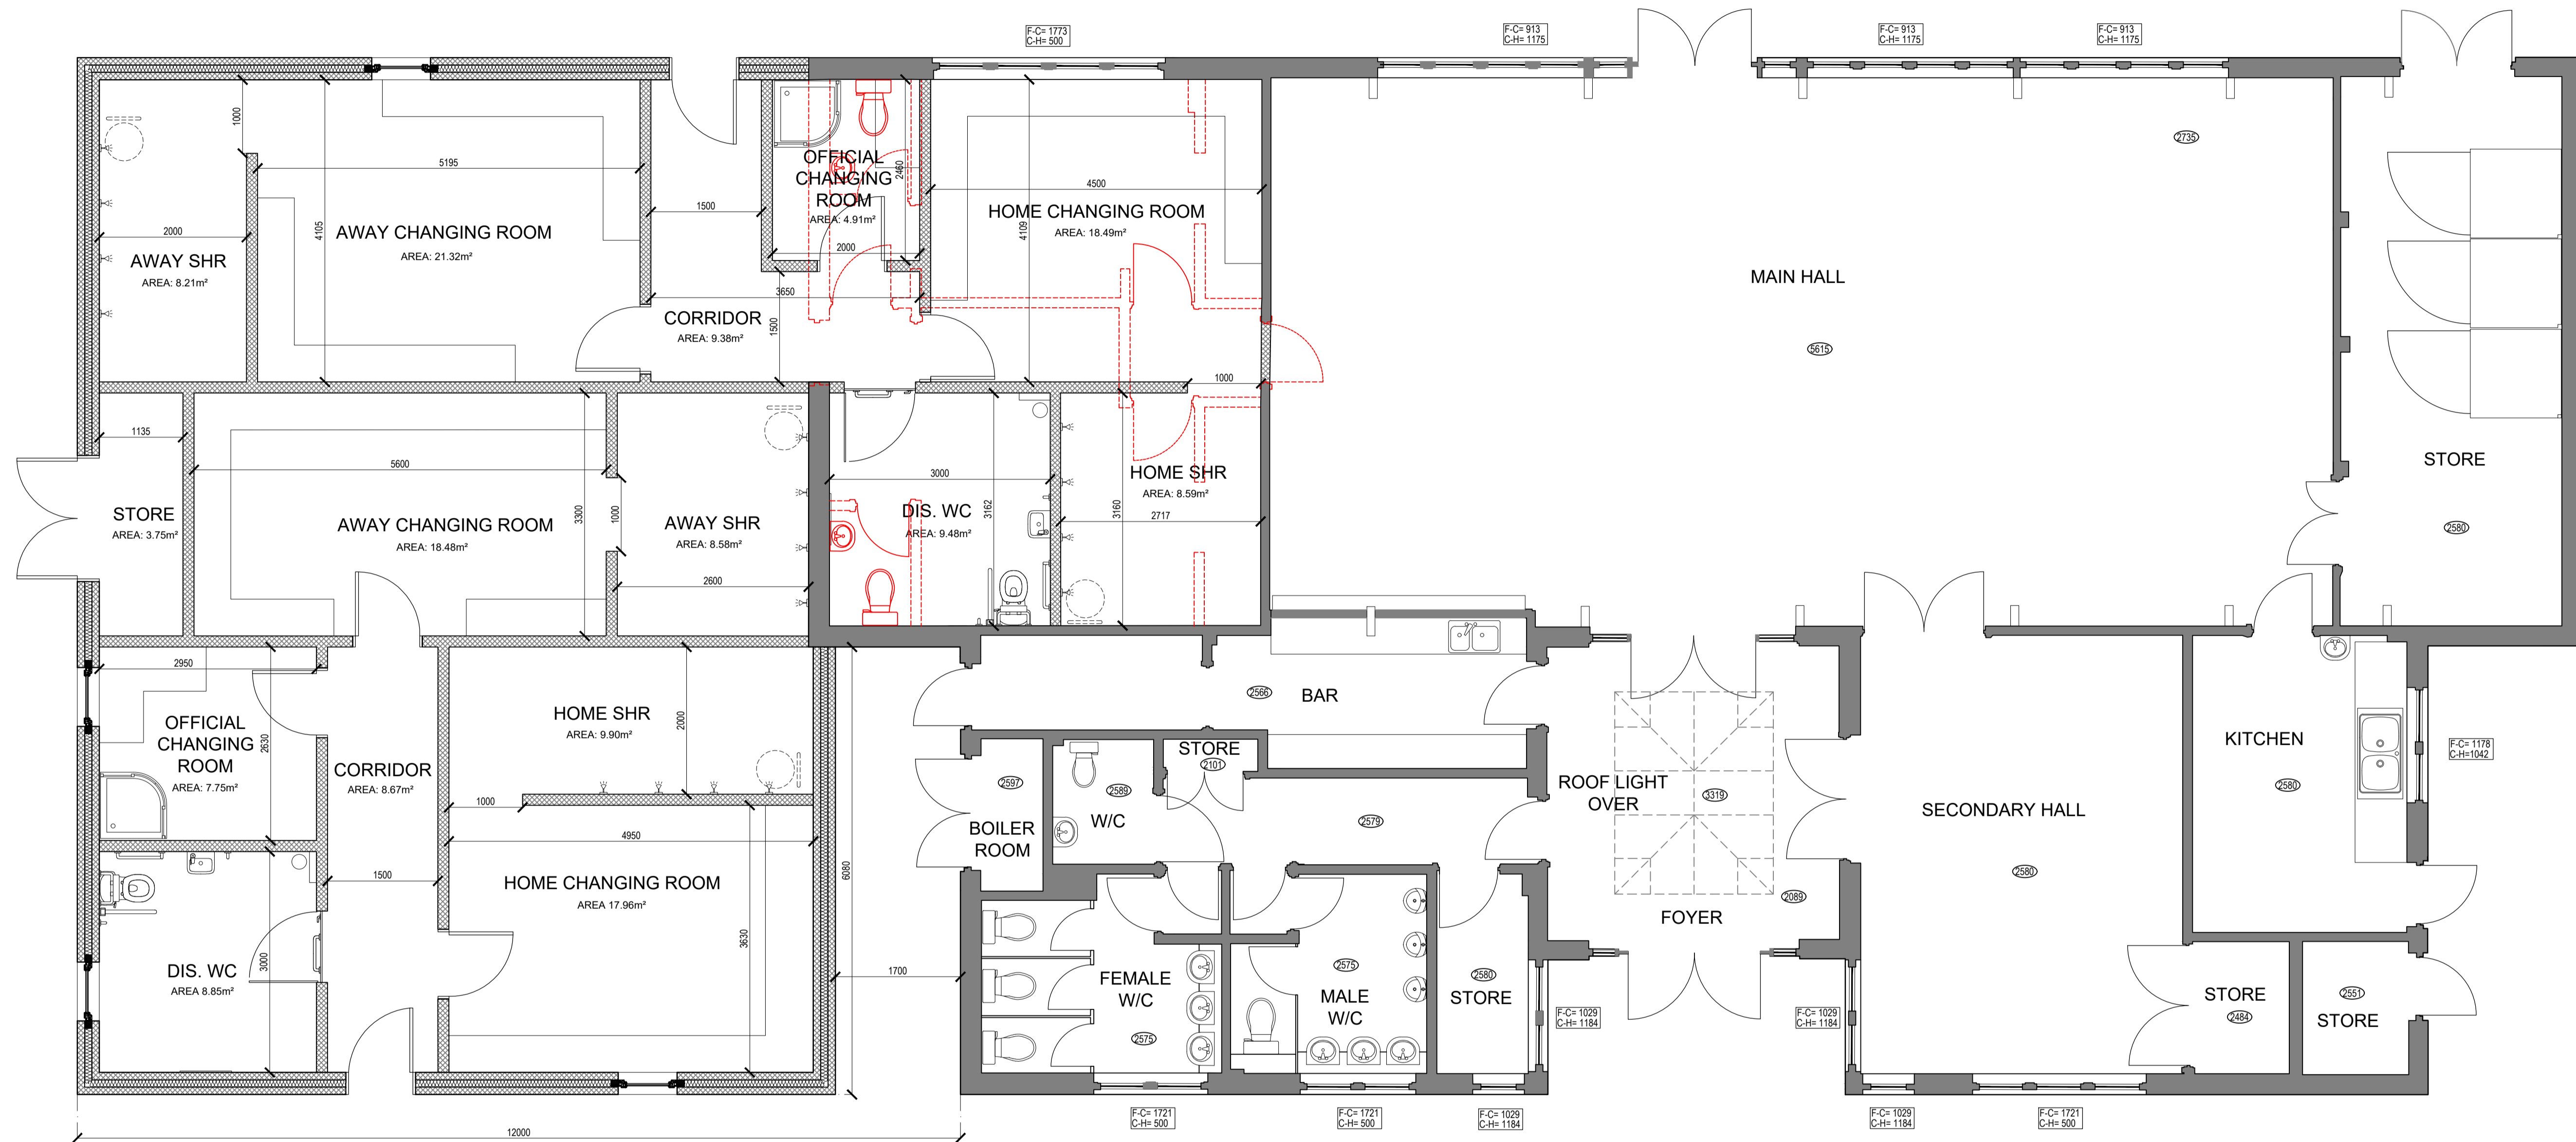 F-C= 1773
C-H= 500
F-C= 913
C-H= 1175
F-C= 913
C-H= 1175
F-C= 913
C-H= 1175
1000
5195
4105
2000
AWAY SHR
AREA: 8.21m²
AWAY CHANGING ROOM
AREA: 21.32m²
1500
OFFICIAL
CHANGING
ROOM
AREA: 4.91m²
2460
2000
4500
4109
HOME CHANGING ROOM
AREA: 18.49m²
3650
CORRIDOR
AREA: 9.38m²
1500
1000
2735
MAIN HALL
5615
STORE
2580
1135
STORE
AREA: 3.75m²
5600
3300
AWAY CHANGING ROOM
AREA: 18.48m²
1000
AWAY SHR
AREA: 8.58m²
2600
3000
3162
DIS. WC
AREA: 9.48m²
HOME SHR
AREA: 8.59m²
3160
2717
2950
OFFICIAL
CHANGING
ROOM
AREA: 7.75m²
2630
CORRIDOR
AREA: 8.67m²
HOME SHR
AREA: 9.90m²
2000
1000
4950
6080
HOME CHANGING ROOM
AREA 17.96m²
3630
1500
DIS. WC
AREA 8.85m²
3000
1700
12000
2566
BAR
2597
BOILER
ROOM
2589
W/C
STORE
2101
2579
ROOF LIGHT
OVER
3319
2089
FOYER
SECONDARY HALL
2580
KITCHEN
2580
F-C= 1178
C-H=1042
FEMALE
W/C
2575
2575
MALE
W/C
2580
STORE
F-C= 1029
C-H= 1184
F-C= 1029
C-H= 1184
STORE
2484
2551
STORE
F-C= 1721
C-H= 500
F-C= 1721
C-H= 500
F-C= 1029
C-H= 1184
F-C= 1029
C-H= 1184
F-C= 1721
C-H= 500